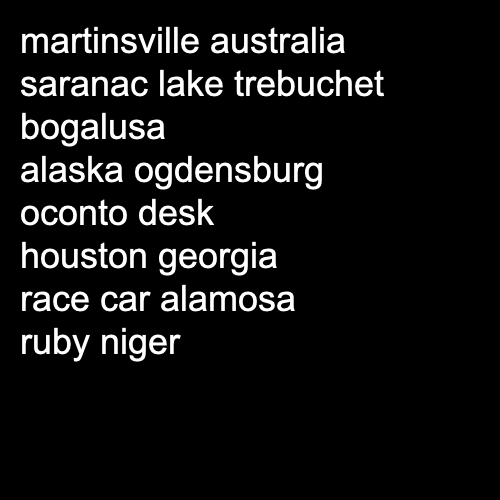 martinsville australia
saranac lake trebuchet
bogalusa
alaska ogdensburg
oconto desk
houston georgia
race car alamosa
ruby niger